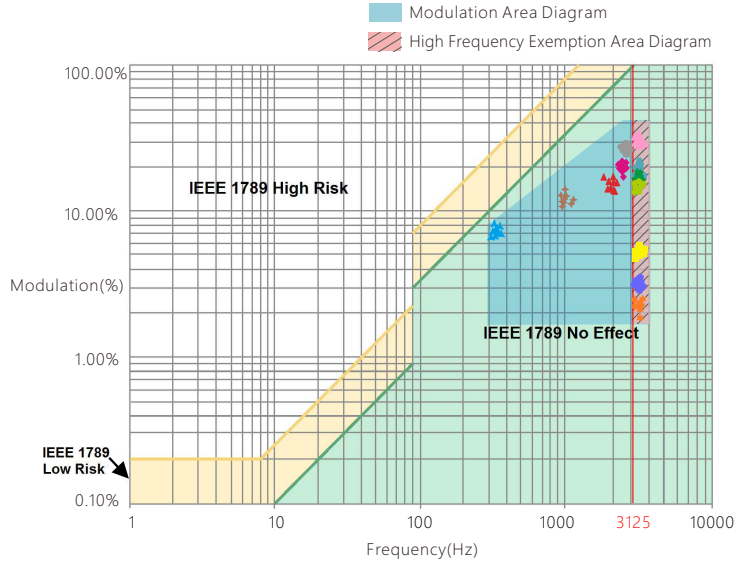 Modulation Area Diagram
High Frequency Exemption Area Diagram
100.00%
IEEE 1789 High Risk
10.00%
Modulation(%)
IEEE 1789 No Effect
1.00%
IEEE 1789
Low Risk
0.10%
1 10 100 1000 3125 10000
Frequency(Hz)